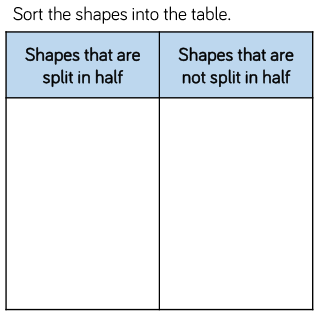 Sort the shapes into the table.
Shapes that are
split in half
Shapes that are
not split in half